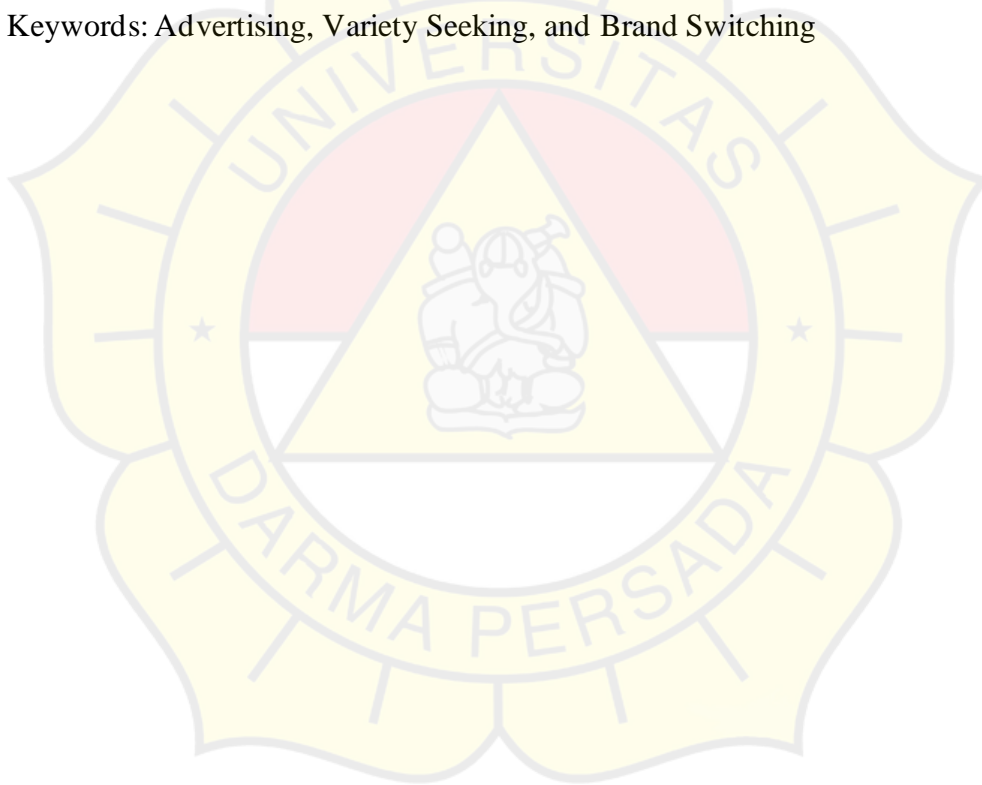 Keywords: Advertising, Variety Seeking, and Brand Switching
UNIVERSITAS
DARMA PERSADA